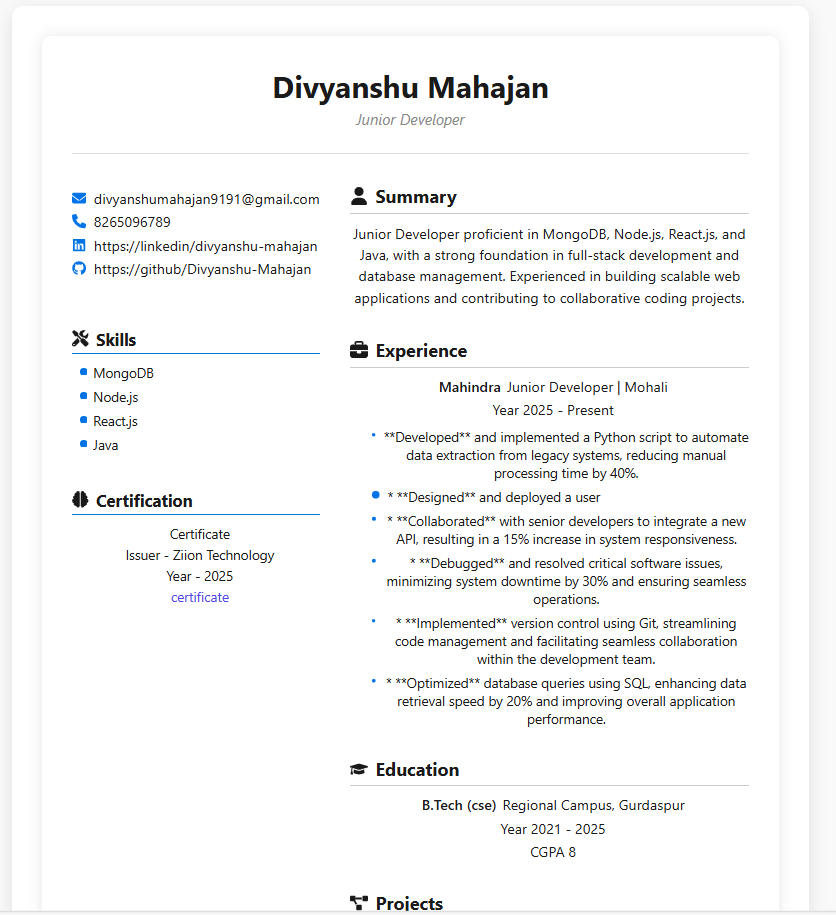 Divyanshu Mahajan
Junior Developer
divyanshumahajan9191@gmail.com
8265096789
https://linkedin/divyanshu-mahajan
https://github/Divyanshu-Mahajan
Skills
MongoDB
Node.js
React.js
Java
Certification
Certificate
Issuer - Ziion Technology
Year - 2025
certificate
Summary
Junior Developer proficient in MongoDB, Node.js, React.js, and
Java, with a strong foundation in full-stack development and
database management. Experienced in building scalable web
applications and contributing to collaborative coding projects.
Experience
Mahindra Junior Developer | Mohali
Year 2025 - Present
• **Developed** and implemented a Python script to automate
data extraction from legacy systems, reducing manual
processing time by 40%.
• * **Designed** and deployed a user
• * **Collaborated** with senior developers to integrate a new
API, resulting in a 15% increase in system responsiveness.
• * **Debugged** and resolved critical software issues,
minimizing system downtime by 30% and ensuring seamless
operations.
• * **Implemented** version control using Git, streamlining
code management and facilitating seamless collaboration
within the development team.
• * **Optimized** database queries using SQL, enhancing data
retrieval speed by 20% and improving overall application
performance.
Education
B.Tech (cse) Regional Campus, Gurdaspur
Year 2021 - 2025
CGPA 8
Projects